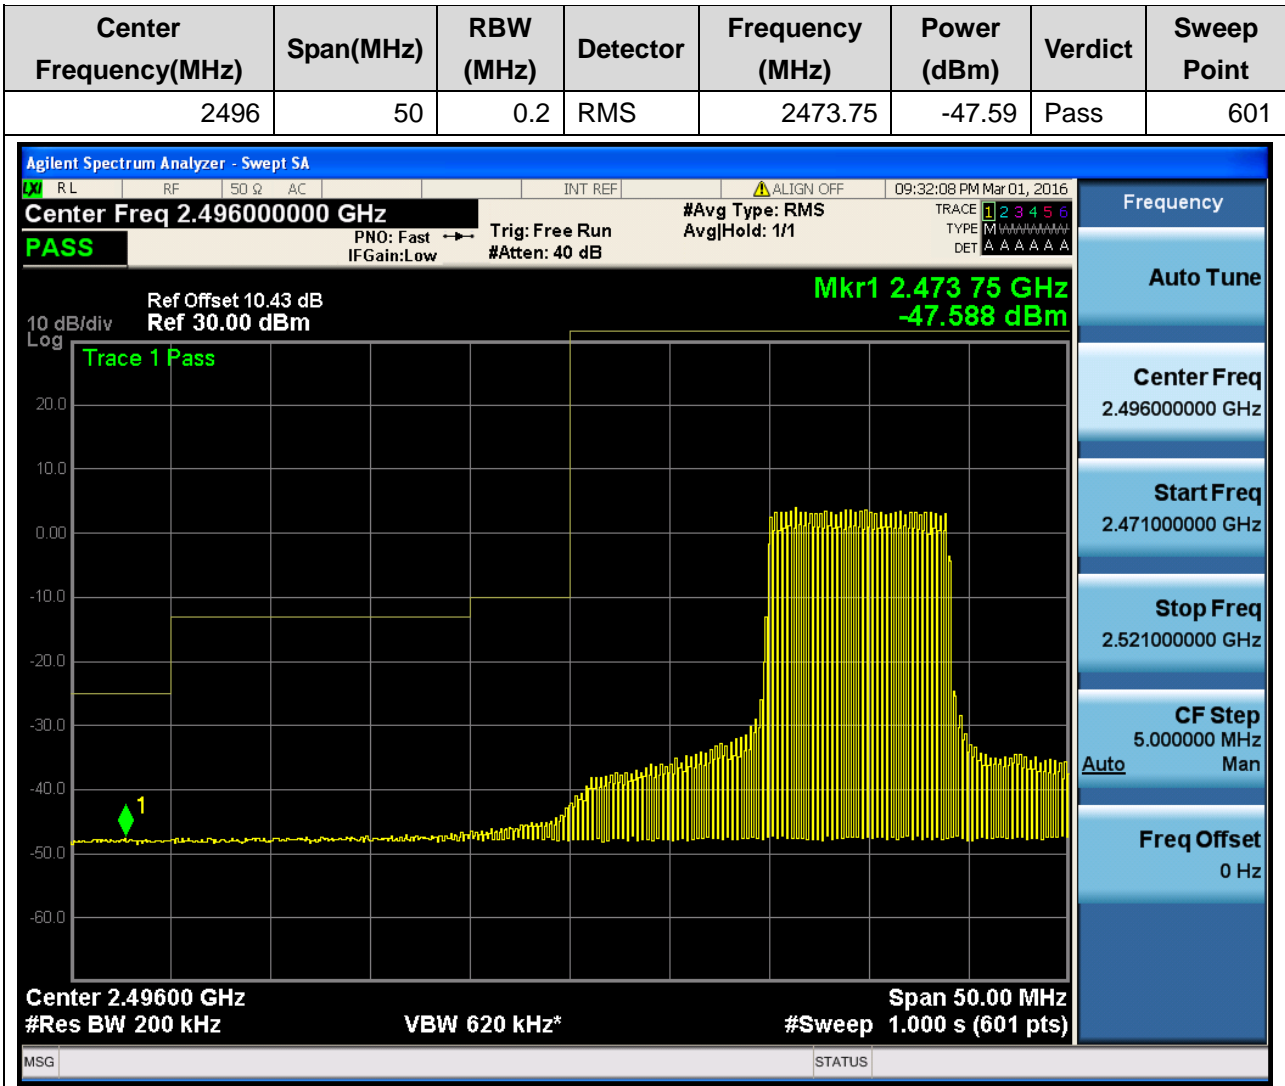 Center Frequency(MHz) Span(MHz) RBW (MHz) Detector Frequency (MHz) Power (dBm) Verdict Sweep Point
2496 50 0.2 RMS 2473.75 -47.59 Pass 601
Agilent Spectrum Analyzer - Swept SA
LXI RL RF 50 Ω AC INT REF ALIGN OFF 09:32:08 PM Mar 01, 2016
Center Freq 2.496000000 GHz
PASS
PNO: Fast
IFGain:Low
Trig: Free Run
#Atten: 40 dB
#Avg Type: RMS
Avg|Hold: 1/1
TRACE 1 2 3 4 5 6
TYPE M
DET A A A A A A
Mkr1 2.473 75 GHz
-47.588 dBm
Ref Offset 10.43 dB
10 dB/div Ref 30.00 dBm
Log
Trace 1 Pass
20.0
10.0
0.00
-10.0
-20.0
-30.0
-40.0
1
-50.0
-60.0
Center 2.49600 GHz Span 50.00 MHz
#Res BW 200 kHz VBW 620 kHz* #Sweep 1.000 s (601 pts)
MSG STATUS
Frequency
Auto Tune
Center Freq
2.496000000 GHz
Start Freq
2.471000000 GHz
Stop Freq
2.521000000 GHz
CF Step
5.000000 MHz
Auto Man
Freq Offset
0 Hz